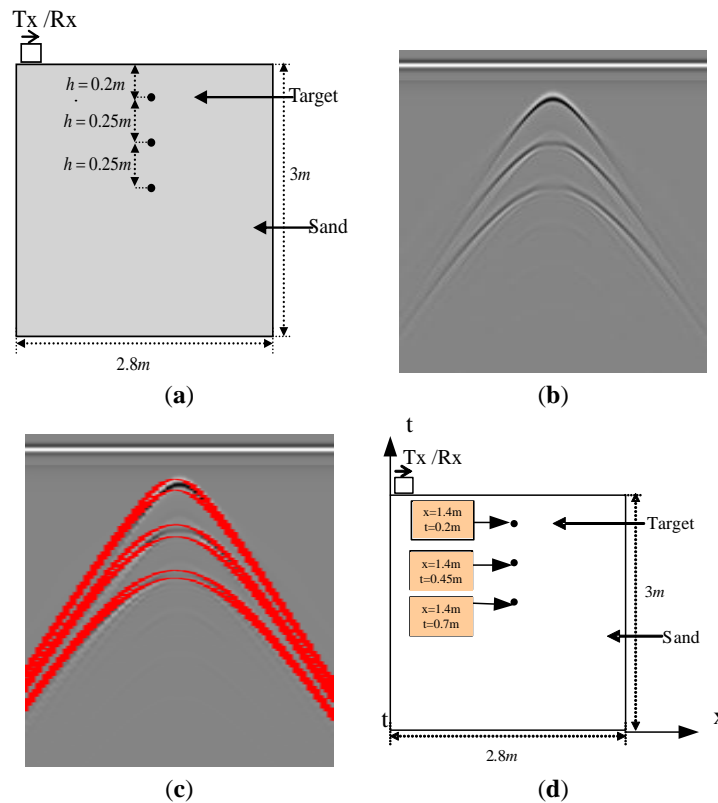 Tx /Rx
h = 0.2m
Target
h = 0.25m
h = 0.25m
3m
Sand
2.8m
(a)
(b)
t
Tx /Rx
x=1.4m
t=0.2m
Target
x=1.4m
t=0.45m
x=1.4m
t=0.7m
3m
Sand
t
x
2.8m
(c)
(d)